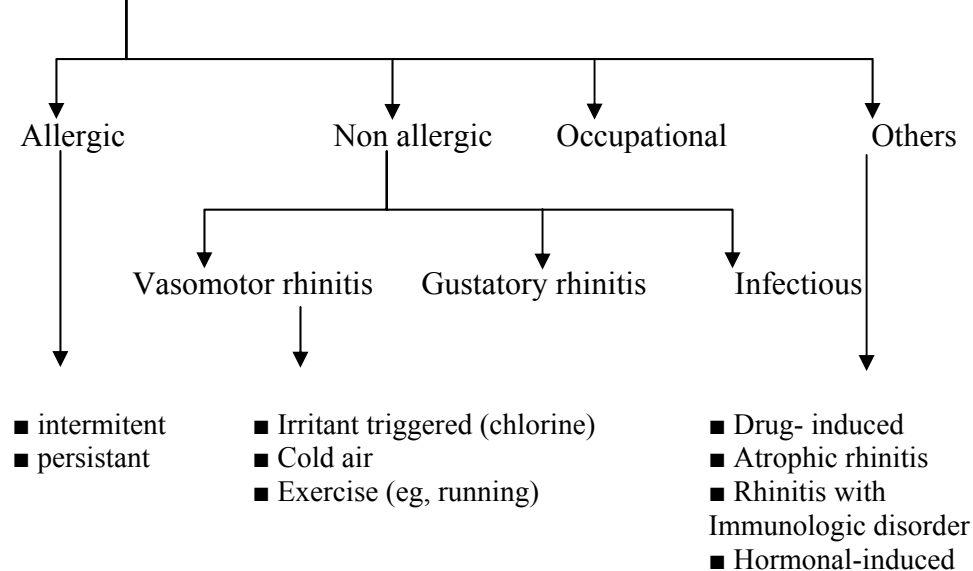 Allergic Non allergic Occupational Others
Vasomotor rhinitis Gustatory rhinitis Infectious
■ intermitent
■ persistant
■ Irritant triggered (chlorine)
■ Cold air
■ Exercise (eg, running)
■ Drug- induced
■ Atrophic rhinitis
■ Rhinitis with
Immunologic disorder
■ Hormonal-induced